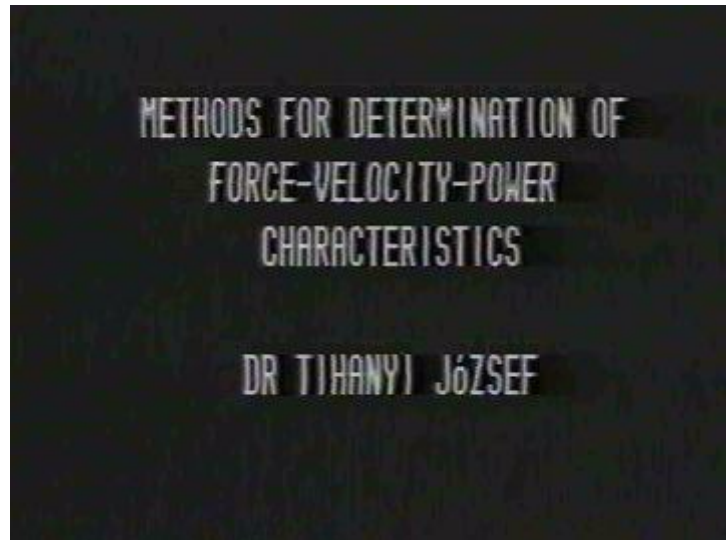 METHODS FOR DETERMINATION OF
FORCE-VELOCITY-POWER
CHARACTERISTICS
DR TIHANYI JóZSEF